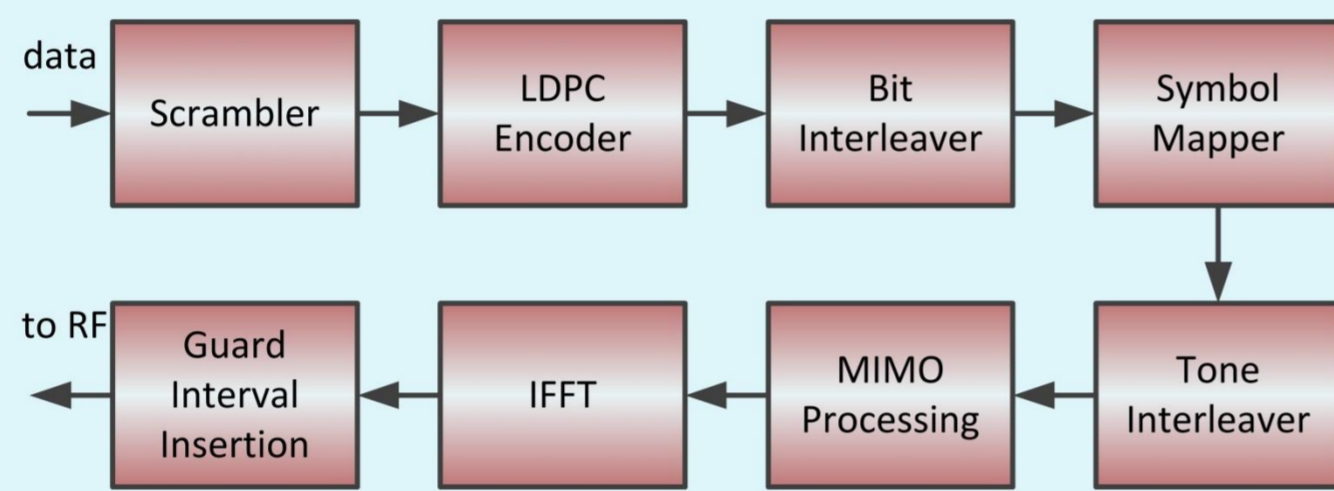 data
Scrambler
LDPC
Encoder
Bit
Interleaver
Symbol
Mapper
to RF
Guard
Interval
Insertion
IFFT
MIMO
Processing
Tone
Interleaver